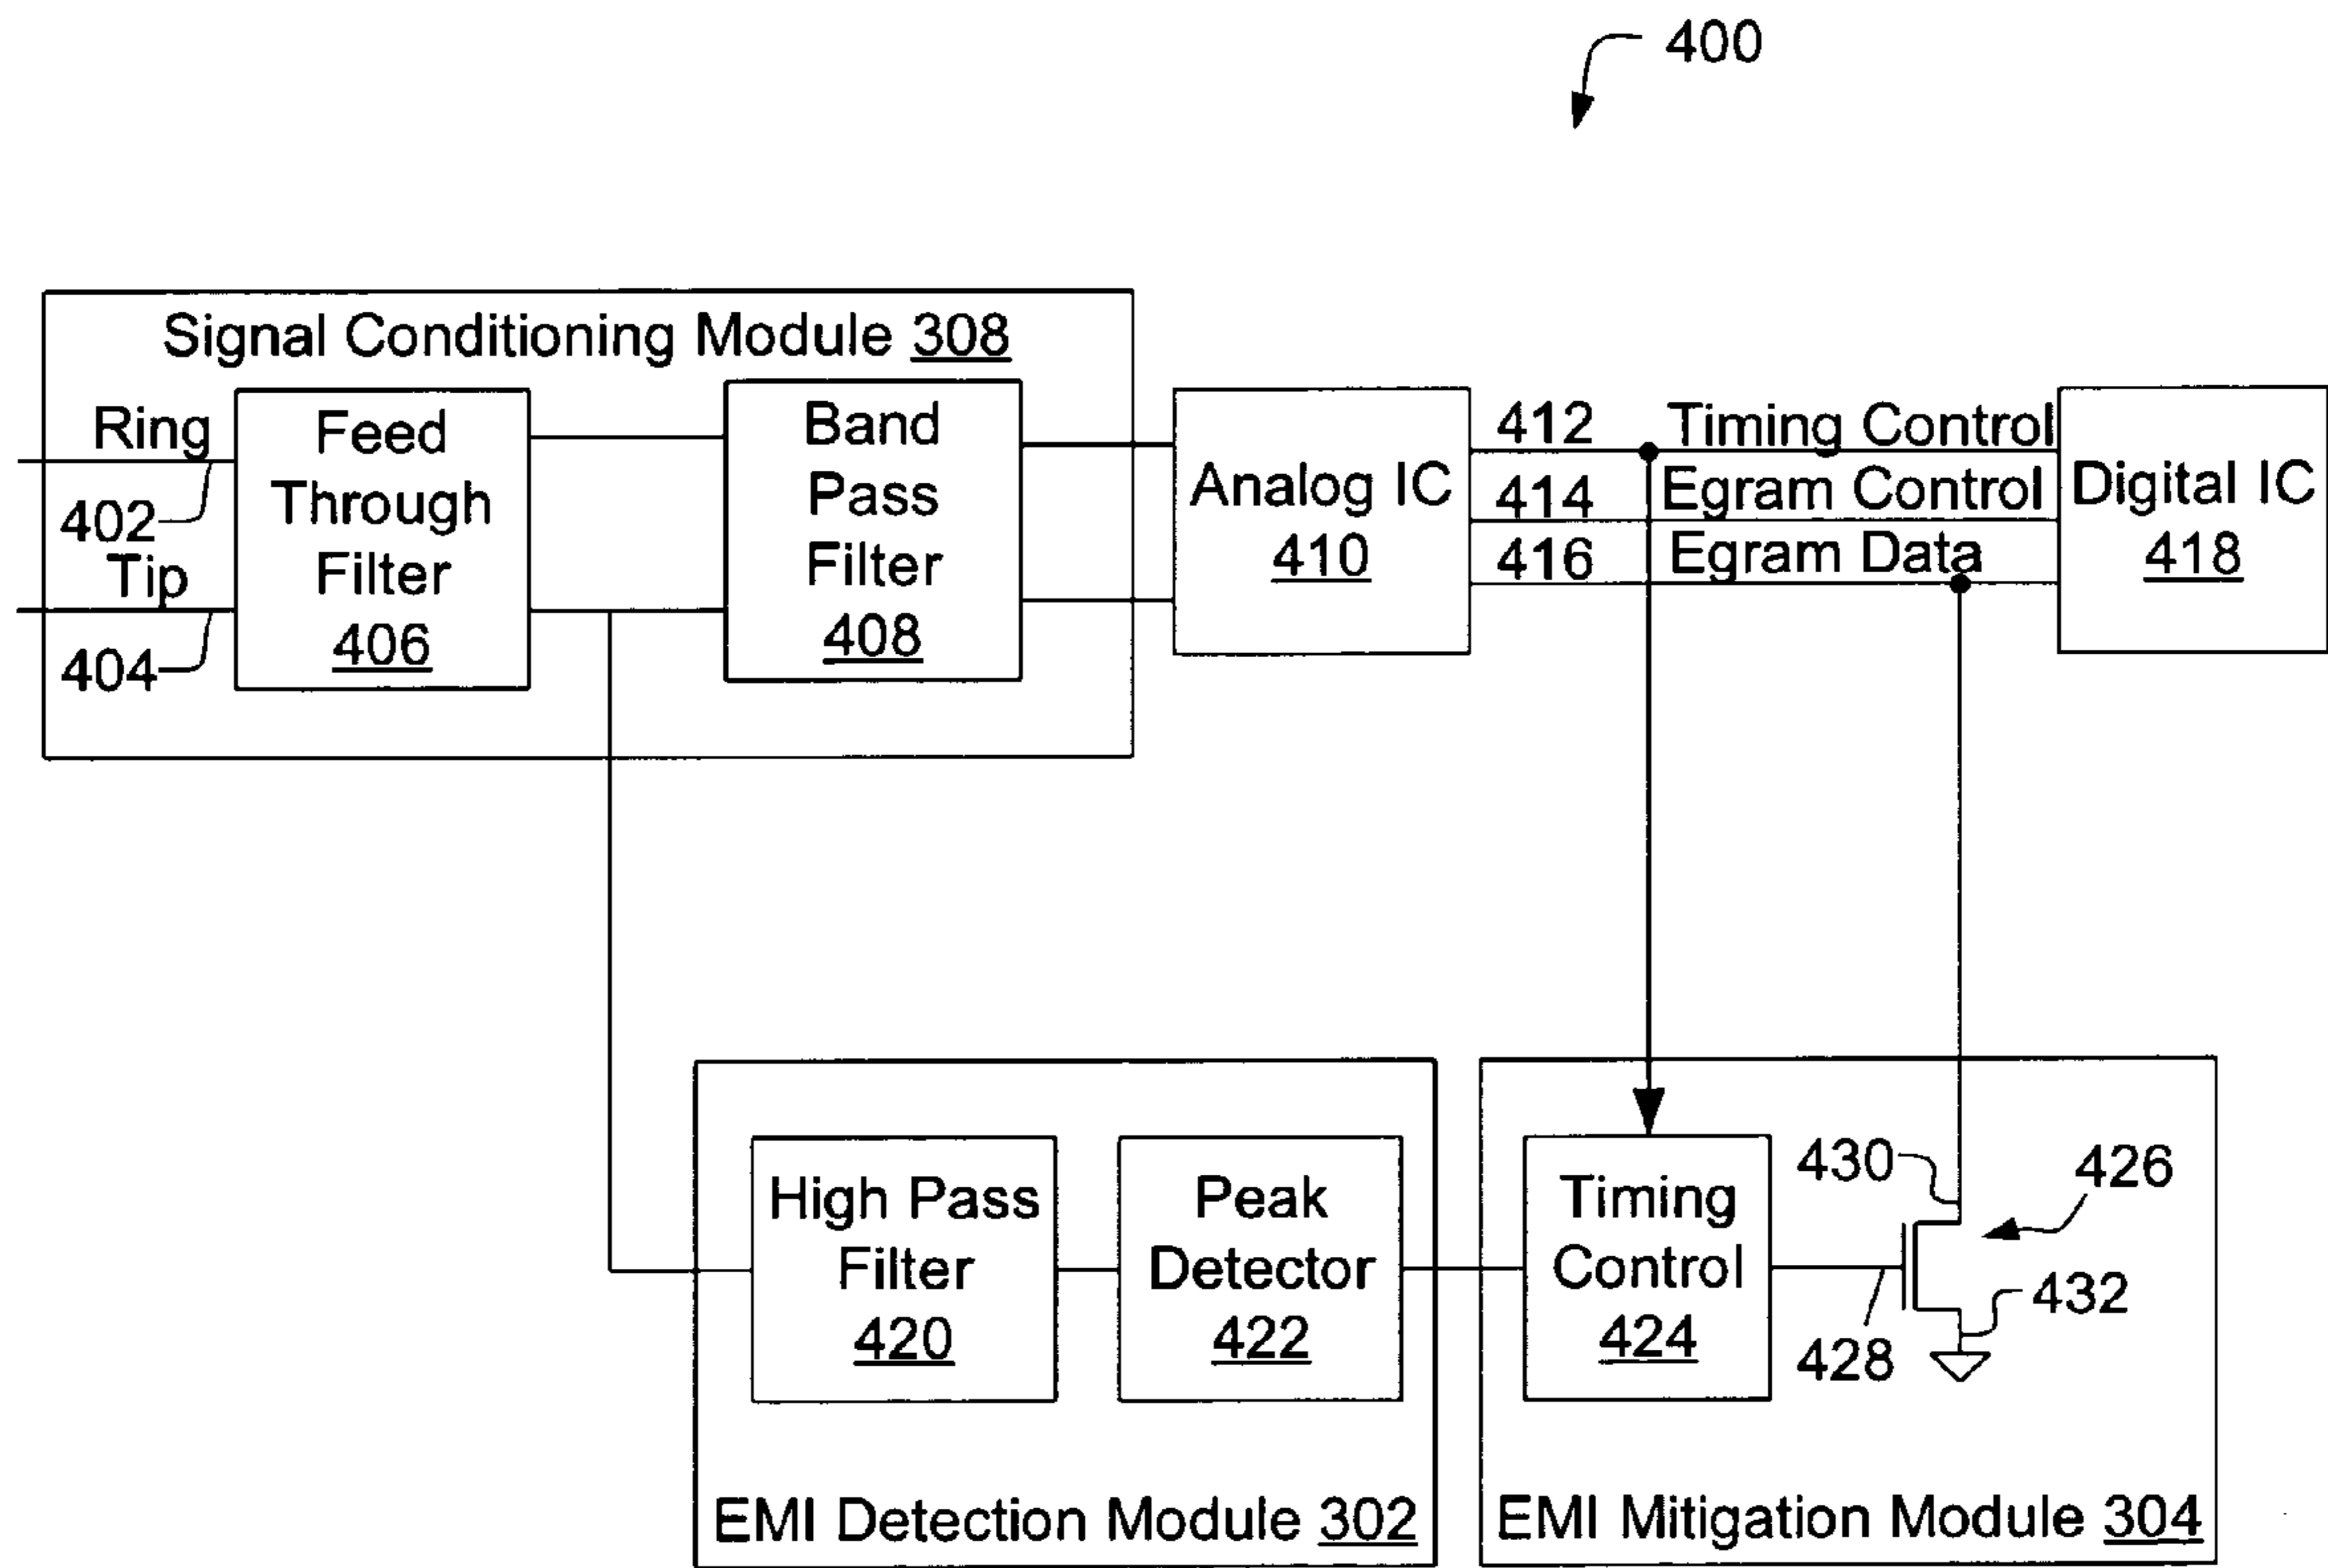 400
Signal Conditioning Module 308
Ring
402
Tip
404
Feed
Through
Filter
406
Band
Pass
Filter
408
Analog IC
410
412 Timing Control
414 Egram Control
416 Egram Data
Digital IC
418
High Pass
Filter
420
Peak
Detector
422
EMI Detection Module 302
Timing
Control
424
430
426
428
432
EMI Mitigation Module 304